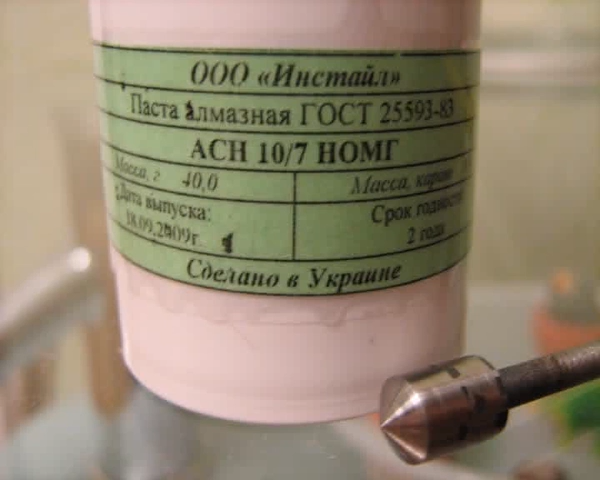 ООО «Инстайл»
Паста алмазная ГОСТ 25593-83
АСН 10/7 НОМГ
Масса, г 40,0
Масса, карат
Дата выпуска:
18.09.2009г.
Срок годности
2 года
Сделано в Украине